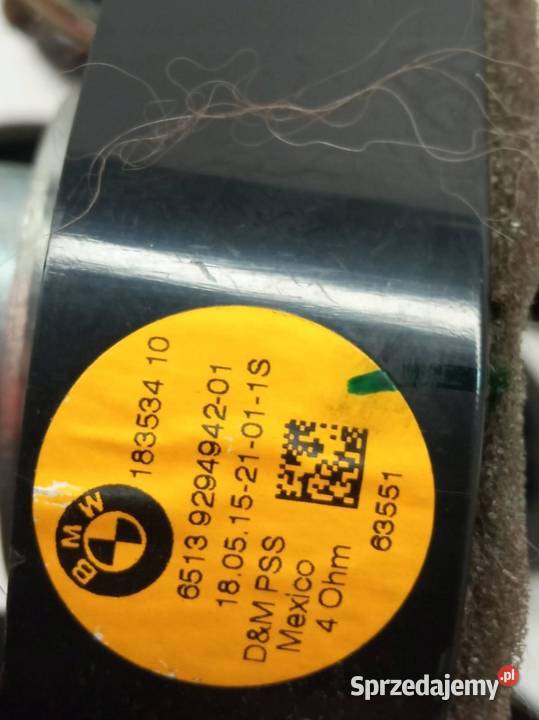 BMW
183534 10
6513 9294942-01
18.05.15-21-01-1S
D&M PSS
Mexico
4 Ohm
63551
Sprzedajemy.pl